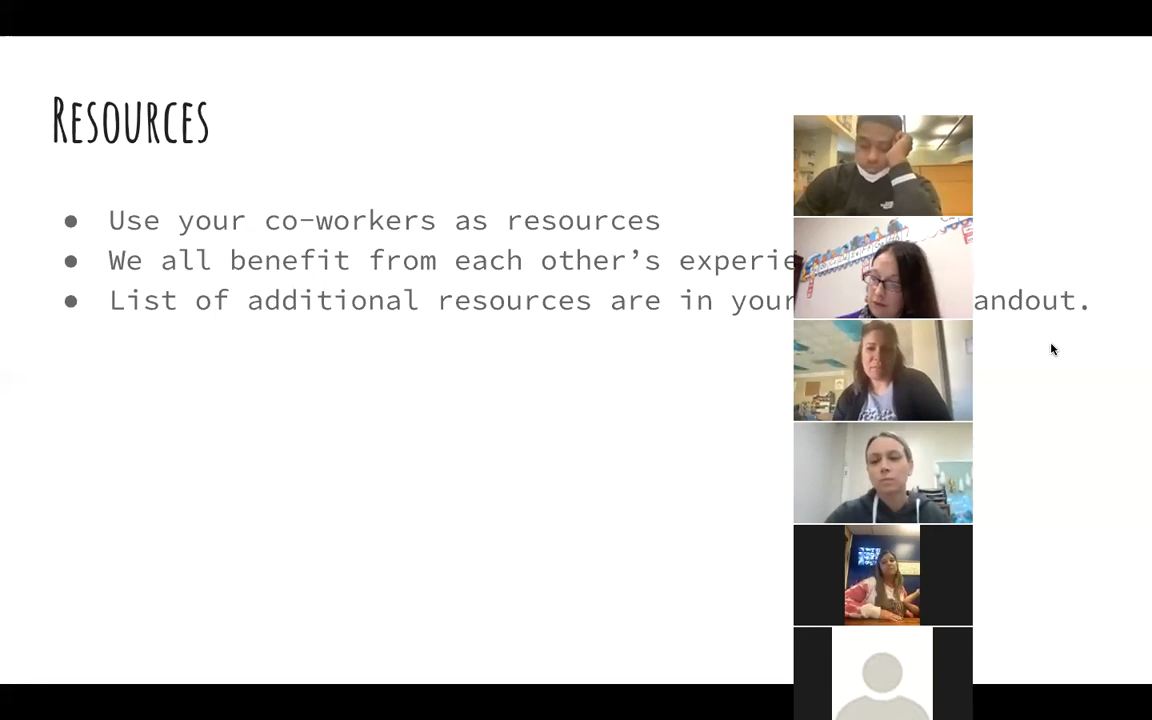 Resources
● Use your co-workers as resources
● We all benefit from each other’s experie
● List of additional resources are in your andout.